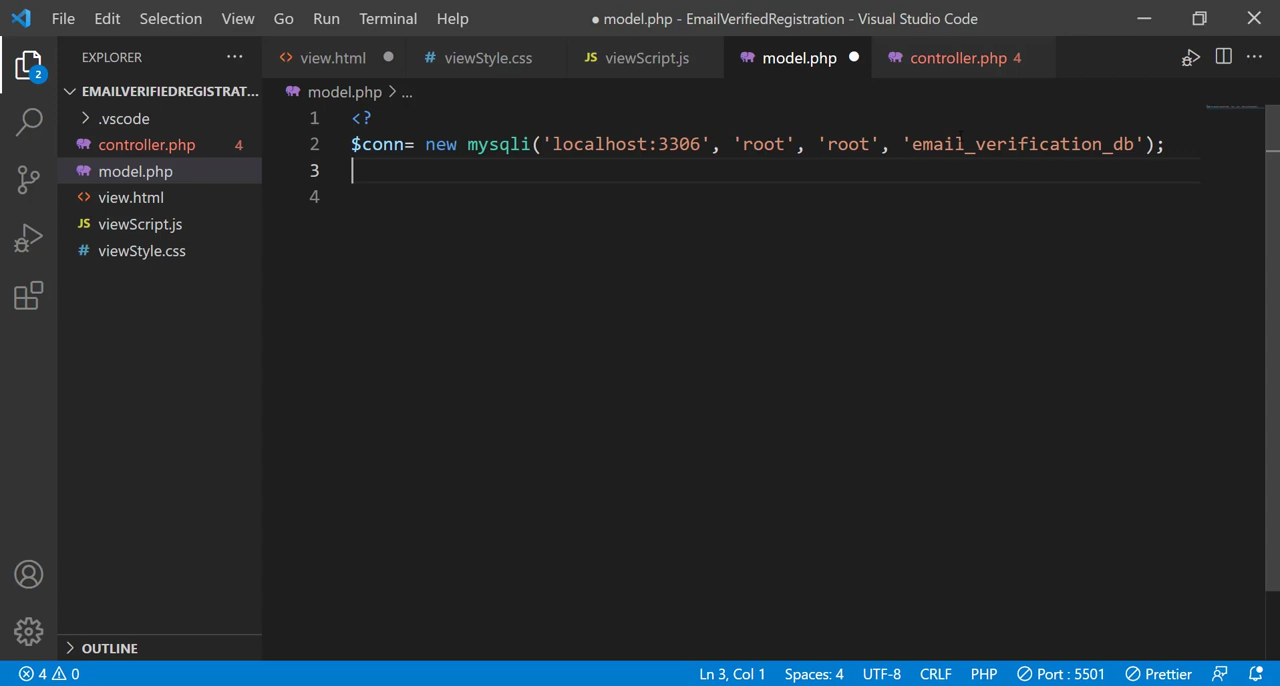 File Edit Selection View Go Run Terminal Help ● model.php - EmailVerifiedRegistration - Visual Studio Code
EXPLORER ...
<> view.html ● # viewStyle.css JS viewScript.js model.php ● controller.php 4 ...
2
EMAILVERIFIEDREGISTRAT...
> .vscode
controller.php 4
model.php
<> view.html
JS viewScript.js
# viewStyle.css
model.php > ...
1 <?
2 $conn= new mysqli('localhost:3306', 'root', 'root', 'email_verification_db');
3
4
> OUTLINE
4 0 Ln 3, Col 1 Spaces: 4 UTF-8 CRLF PHP Port : 5501 Prettier